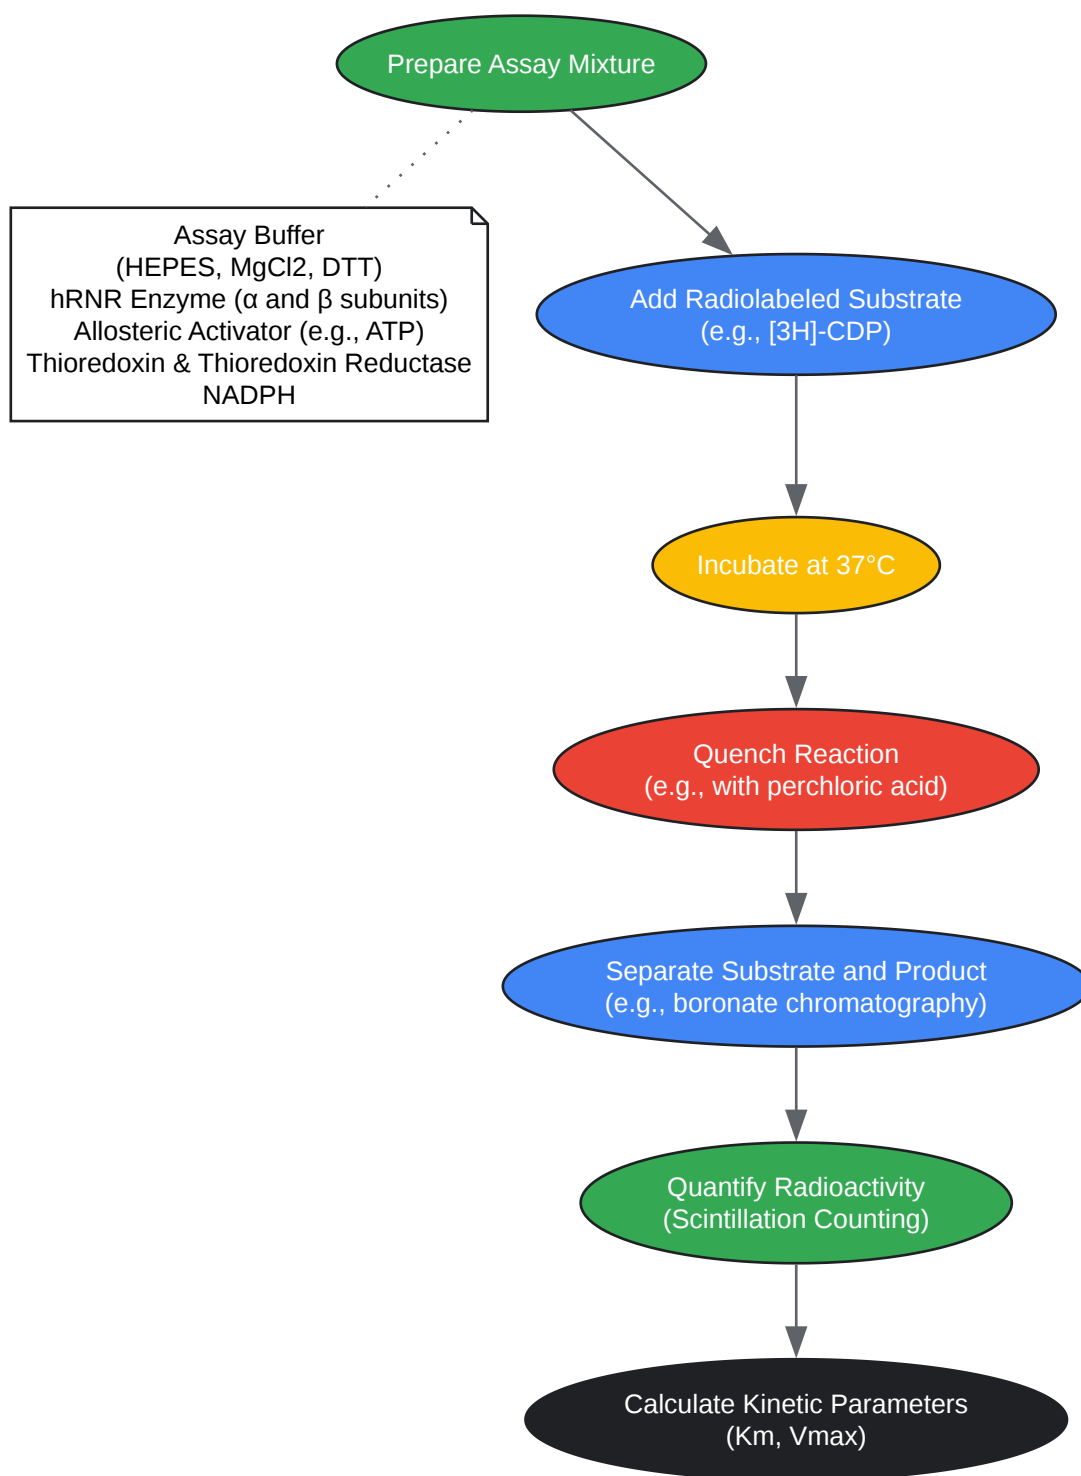 Prepare Assay Mixture
Assay Buffer
(HEPES, MgCl2, DTT)
hRNR Enzyme (α and β subunits)
Allosteric Activator (e.g., ATP)
Thioredoxin & Thioredoxin Reductase
NADPH
Add Radiolabeled Substrate
(e.g., [3H]-CDP)
Incubate at 37°C
Quench Reaction
(e.g., with perchloric acid)
Separate Substrate and Product
(e.g., boronate chromatography)
Quantify Radioactivity
(Scintillation Counting)
Calculate Kinetic Parameters
(Km, Vmax)